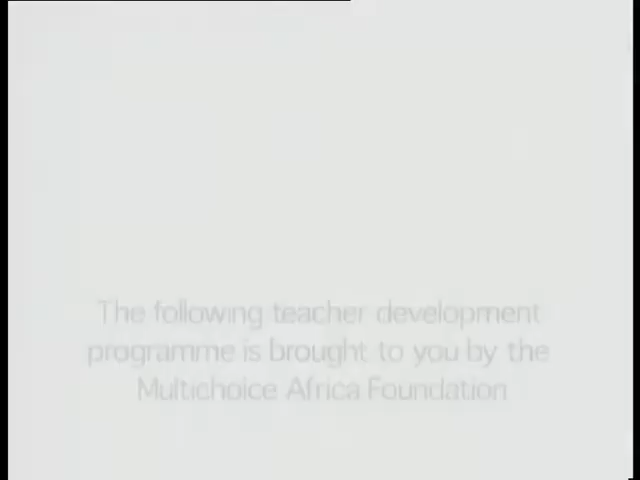 The following teacher development
programme is brought to you by the
Multichoice Africa Foundation